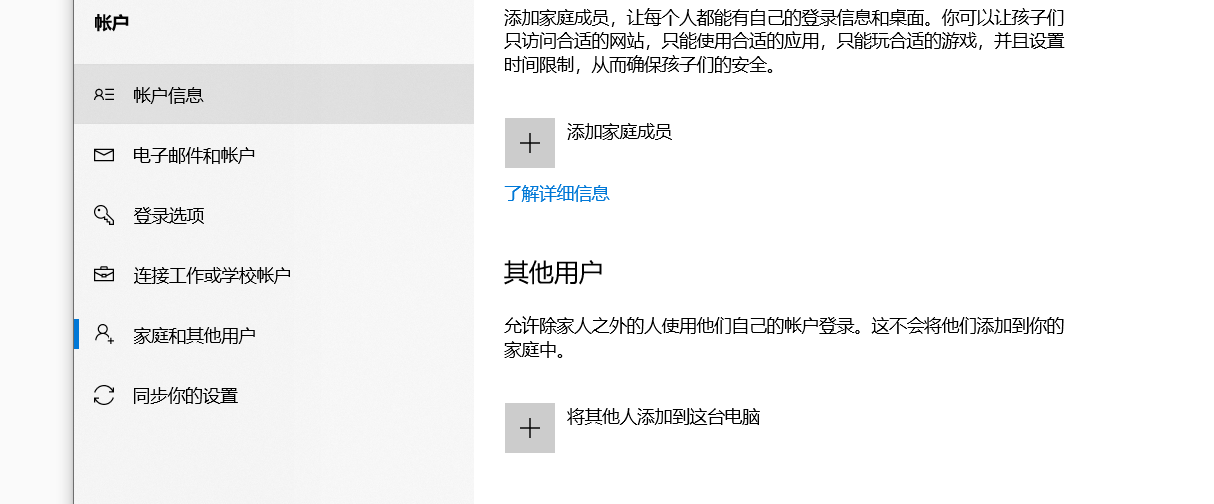 帐户
帐户信息
电子邮件和帐户
登录选项
连接工作或学校帐户
家庭和其他用户
同步你的设置
添加家庭成员，让每个人都能有自己的登录信息和桌面。你可以让孩子们
只访问合适的网站，只能使用合适的应用，只能玩合适的游戏，并且设置
时间限制，从而确保孩子们的安全。
添加家庭成员
了解详细信息
其他用户
允许除家人之外的人使用他们自己的帐户登录。这不会将他们添加到你的
家庭中。
将其他人添加到这台电脑